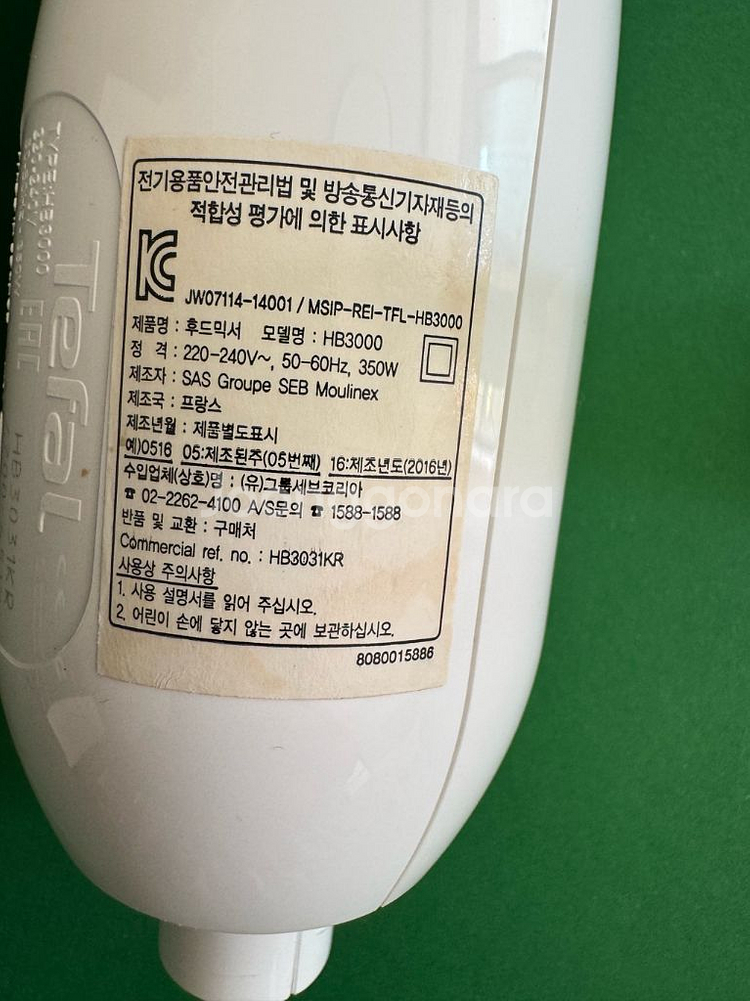 전기용품안전관리법 및 방송통신기자재등의
적합성 평가에 의한 표시사항
JW07114-14001 / MSIP-REI-TFL-HB3000
제품명 : 후드믹서 모델명 : HB3000
정 격 : 220-240V~, 50-60Hz, 350W
제조자 : SAS Groupe SEB Moulinex
제조국 : 프랑스
제조년월 : 제품별도표시
예)0516 05:제조된주(05번째) 16:제조년도(2016년)
수입업체(상호)명 : (유)그룹세브코리아
☎ 02-2262-4100 A/S문의 ☎ 1588-1588
반품 및 교환 : 구매처
Commercial ref. no. : HB3031KR
사용상 주의사항
1. 사용 설명서를 읽어 주십시오.
2. 어린이 손에 닿지 않는 곳에 보관하십시오.
8080015886
TYPE:HB3000
Tefal
EAC
HB3031KR